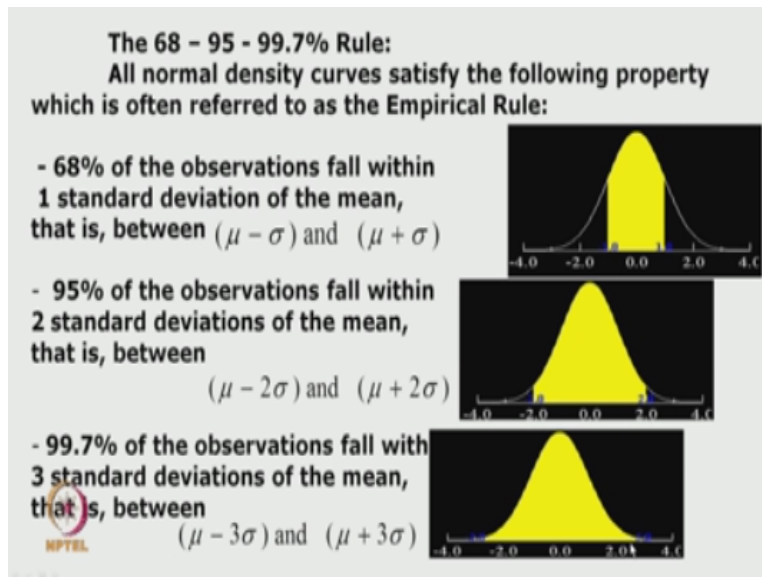 The 68 – 95 - 99.7% Rule:
All normal density curves satisfy the following property
which is often referred to as the Empirical Rule:
- 68% of the observations fall within
1 standard deviation of the mean,
that is, between (μ – σ) and (μ + σ)
-4.0 -2.0 0.0 2.0 4.0
- 95% of the observations fall within
2 standard deviations of the mean,
that is, between
(μ – 2σ) and (μ + 2σ)
-4.0 -2.0 0.0 2.0 4.0
- 99.7% of the observations fall with
3 standard deviations of the mean,
that is, between
(μ – 3σ) and (μ + 3σ)
-4.0 -2.0 0.0 2.0 4.0
NPTEL